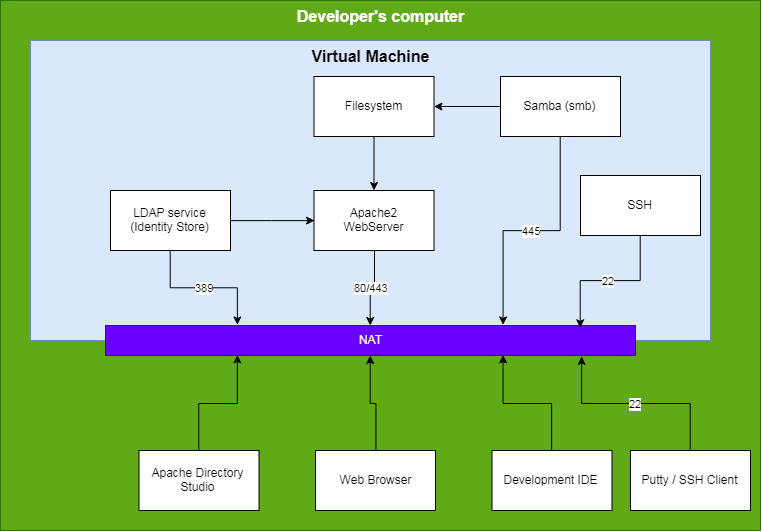 Developer's computer
Virtual Machine
Filesystem
Samba (smb)
LDAP service
(Identity Store)
Apache2
WebServer
SSH
445
22
389
80/443
NAT
22
Apache Directory
Studio
Web Browser
Development IDE
Putty / SSH Client